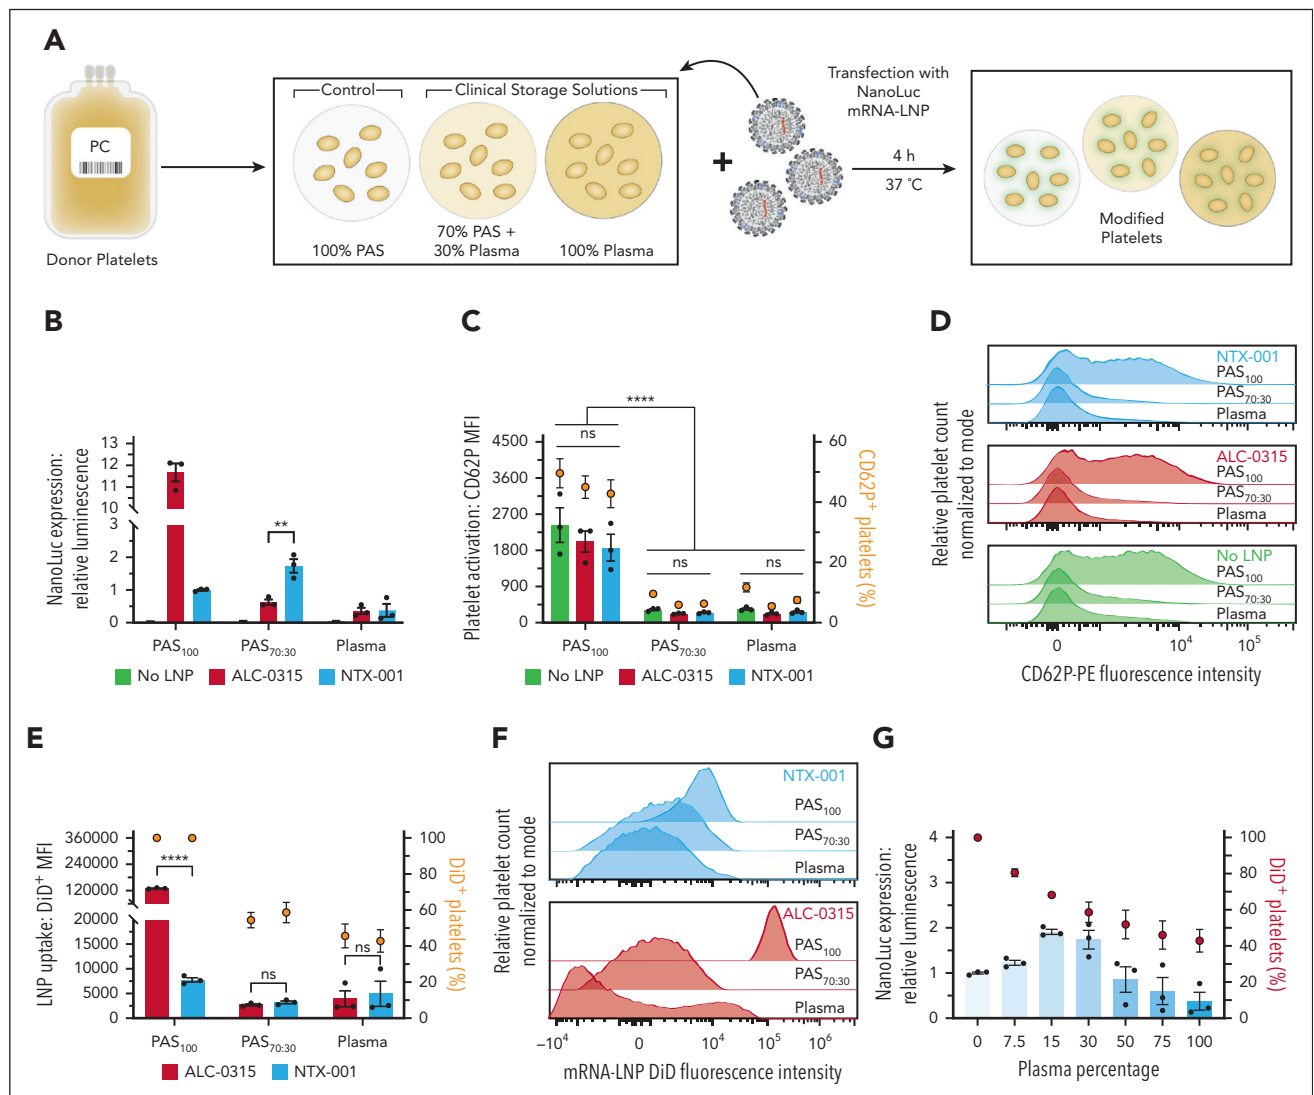 A
PC
Donor Platelets
Control
Clinical Storage Solutions
100% PAS
70% PAS +
30% Plasma
100% Plasma
+
Transfection with
NanoLuc
mRNA-LNP
4 h
37 °C
Modified
Platelets
B
NanoLuc expression:
relative luminescence
13
12
11
10
3
2
1
0
**
PAS100
PAS70:30
Plasma
No LNP
ALC-0315
NTX-001
C
Platelet activation: CD62P MFI
4500
3600
2700
1800
900
0
****
ns
ns
ns
60
40
20
0
CD62P+ platelets (%)
PAS100
PAS70:30
Plasma
No LNP
ALC-0315
NTX-001
D
Relative platelet count
normalized to mode
NTX-001
PAS100
PAS70:30
Plasma
ALC-0315
PAS100
PAS70:30
Plasma
No LNP
PAS100
PAS70:30
Plasma
0
10^4
10^5
CD62P-PE fluorescence intensity
E
LNP uptake: DiD+ MFI
360000
240000
120000
20000
15000
10000
5000
0
****
ns
ns
100
80
60
40
20
0
DiD+ platelets (%)
PAS100
PAS70:30
Plasma
ALC-0315
NTX-001
F
Relative platelet count
normalized to mode
NTX-001
PAS100
PAS70:30
Plasma
ALC-0315
PAS100
PAS70:30
Plasma
−10^4
0
10^4
10^5
10^6
mRNA-LNP DiD fluorescence intensity
G
NanoLuc expression:
relative luminescence
4
3
2
1
0
100
80
60
40
20
0
DiD+ platelets (%)
0
7.5
15
30
50
75
100
Plasma percentage